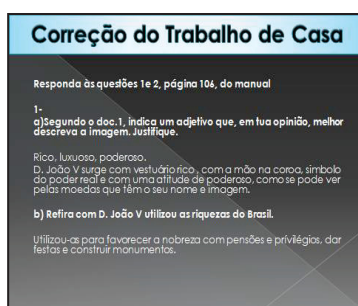 Correção do Trabalho de Casa
Responda às questões 1e 2, página 106, do manual
1-
a)Segundo o doc.1, indica um adjetivo que, em tua opinião, melhor
descreva a imagem. Justifique.
Rico, luxuoso, poderoso.
D. João V surge com vestuário rico , com a mão na coroa, simbolo
do poder real e com uma atitude de poderoso, como se pode ver
pelas moedas que têm o seu nome e imagem.
b) Refira com D. João V utilizou as riquezas do Brasil.
Utilizou-as para favorecer a nobreza com pensões e privilégios, dar
festas e construir monumentos.